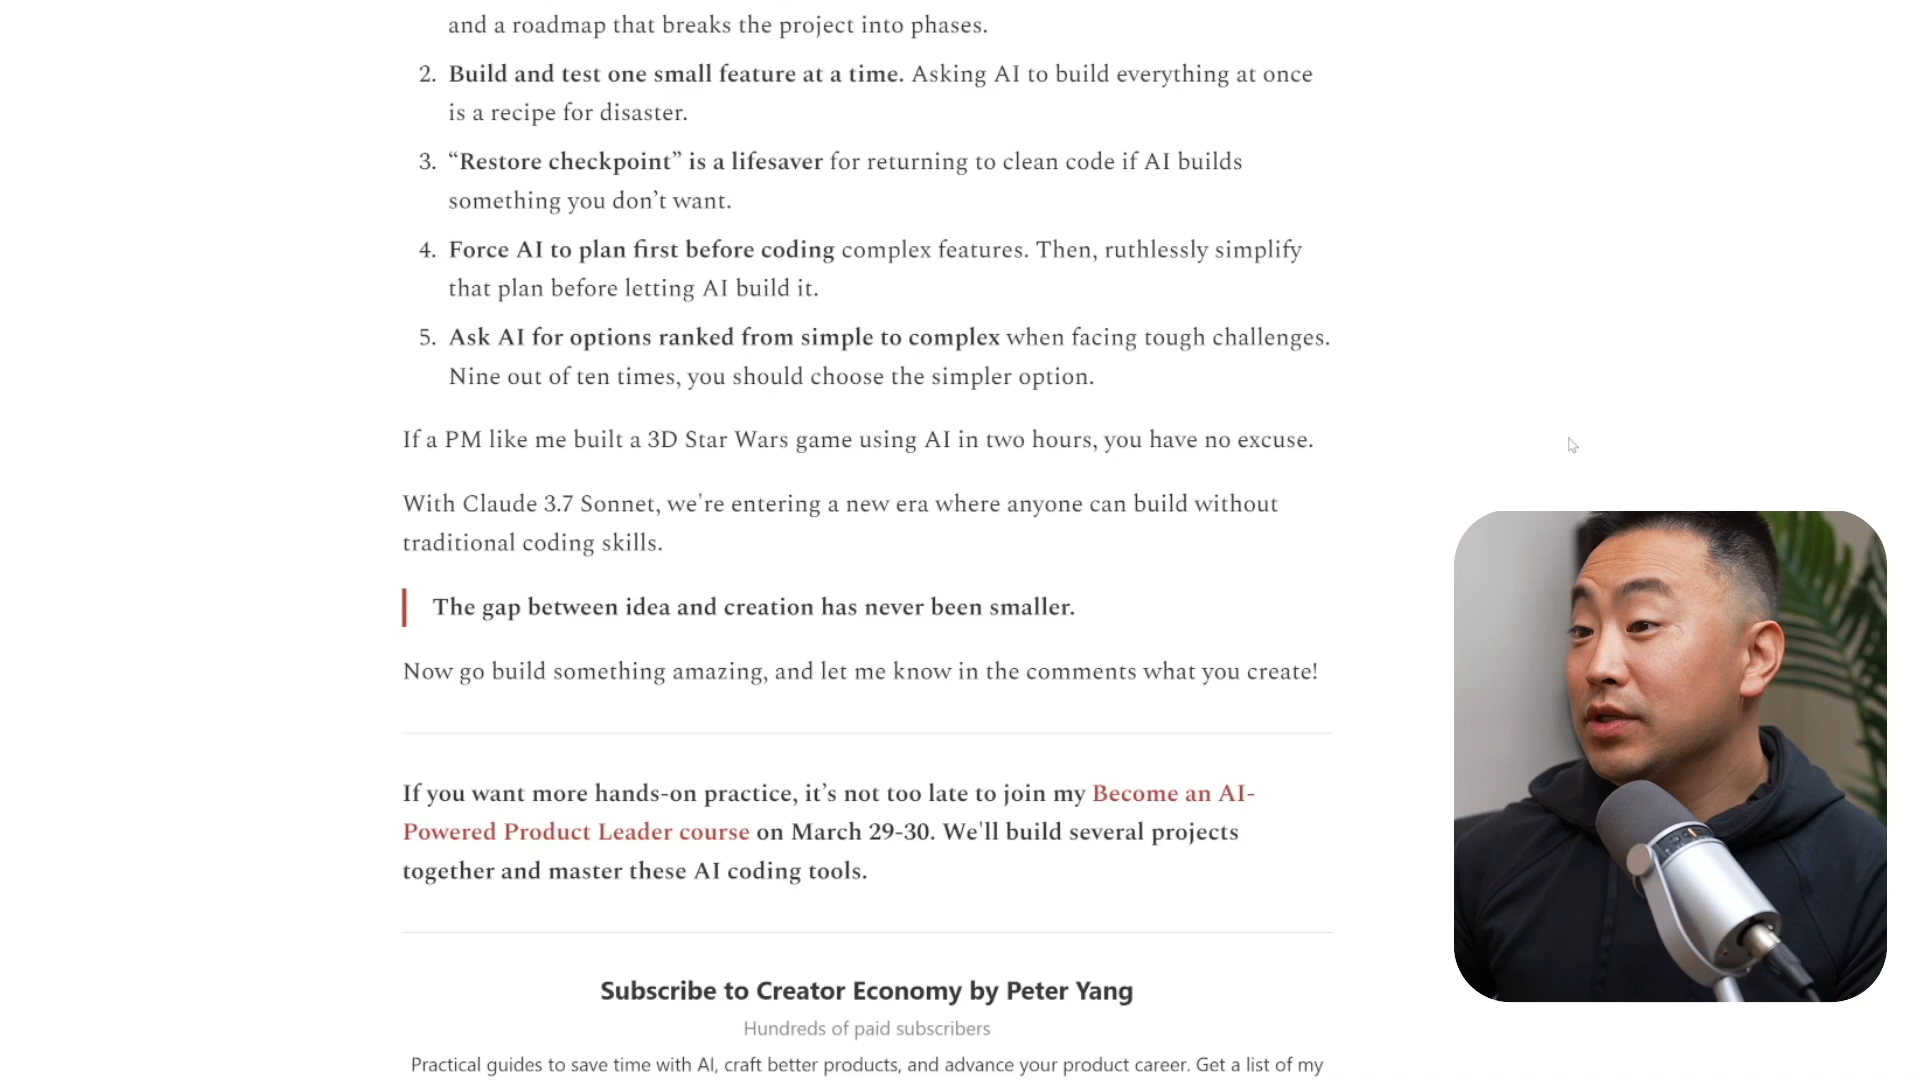 and a roadmap that breaks the project into phases.
2. Build and test one small feature at a time. Asking AI to build everything at once
is a recipe for disaster.
3. “Restore checkpoint” is a lifesaver for returning to clean code if AI builds
something you don’t want.
4. Force AI to plan first before coding complex features. Then, ruthlessly simplify
that plan before letting AI build it.
5. Ask AI for options ranked from simple to complex when facing tough challenges.
Nine out of ten times, you should choose the simpler option.
If a PM like me built a 3D Star Wars game using AI in two hours, you have no excuse.
With Claude 3.7 Sonnet, we're entering a new era where anyone can build without
traditional coding skills.
The gap between idea and creation has never been smaller.
Now go build something amazing, and let me know in the comments what you create!
If you want more hands-on practice, it’s not too late to join my Become an AI-
Powered Product Leader course on March 29-30. We'll build several projects
together and master these AI coding tools.
Subscribe to Creator Economy by Peter Yang
Hundreds of paid subscribers
Practical guides to save time with AI, craft better products, and advance your product career. Get a list of my